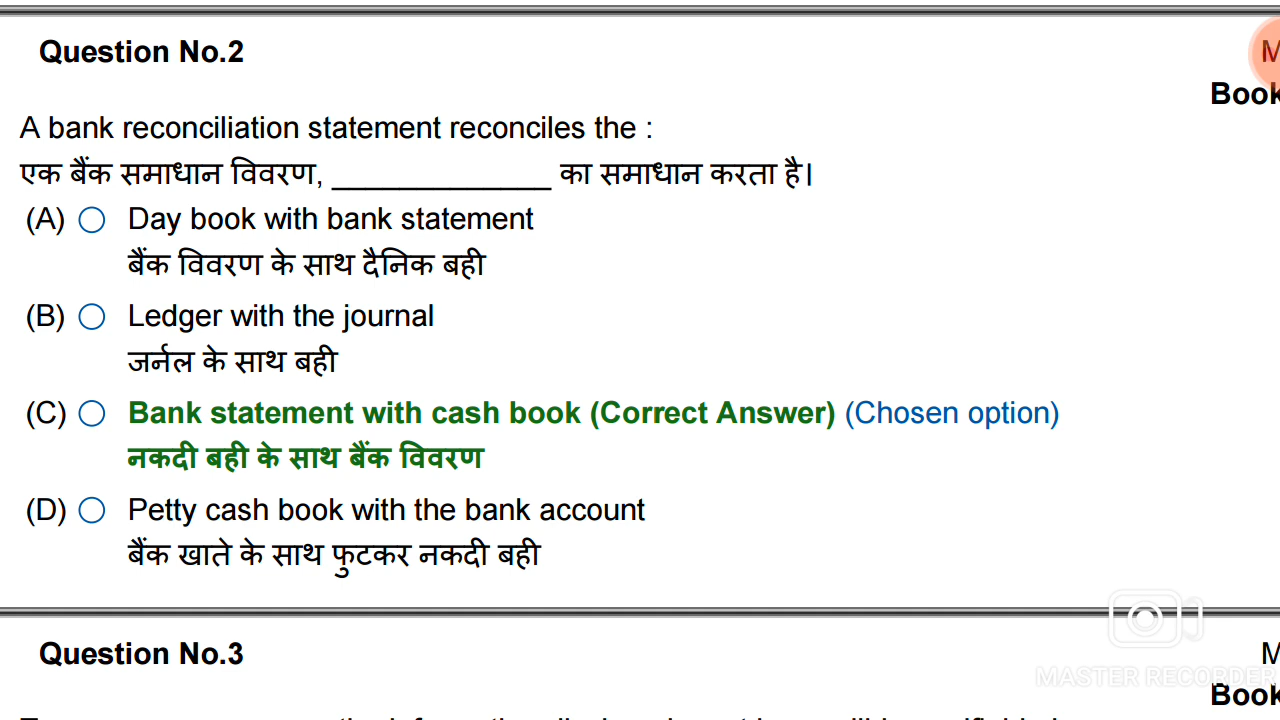 Question No.2
M
Book
A bank reconciliation statement reconciles the :
एक बैंक समाधान विवरण, _____________ का समाधान करता है।
(A) Day book with bank statement
बैंक विवरण के साथ दैनिक बही
(B) Ledger with the journal
जर्नल के साथ बही
(C) Bank statement with cash book (Correct Answer) (Chosen option)
नकदी बही के साथ बैंक विवरण
(D) Petty cash book with the bank account
बैंक खाते के साथ फुटकर नकदी बही
Question No.3
M
MASTER RECORDER
Book